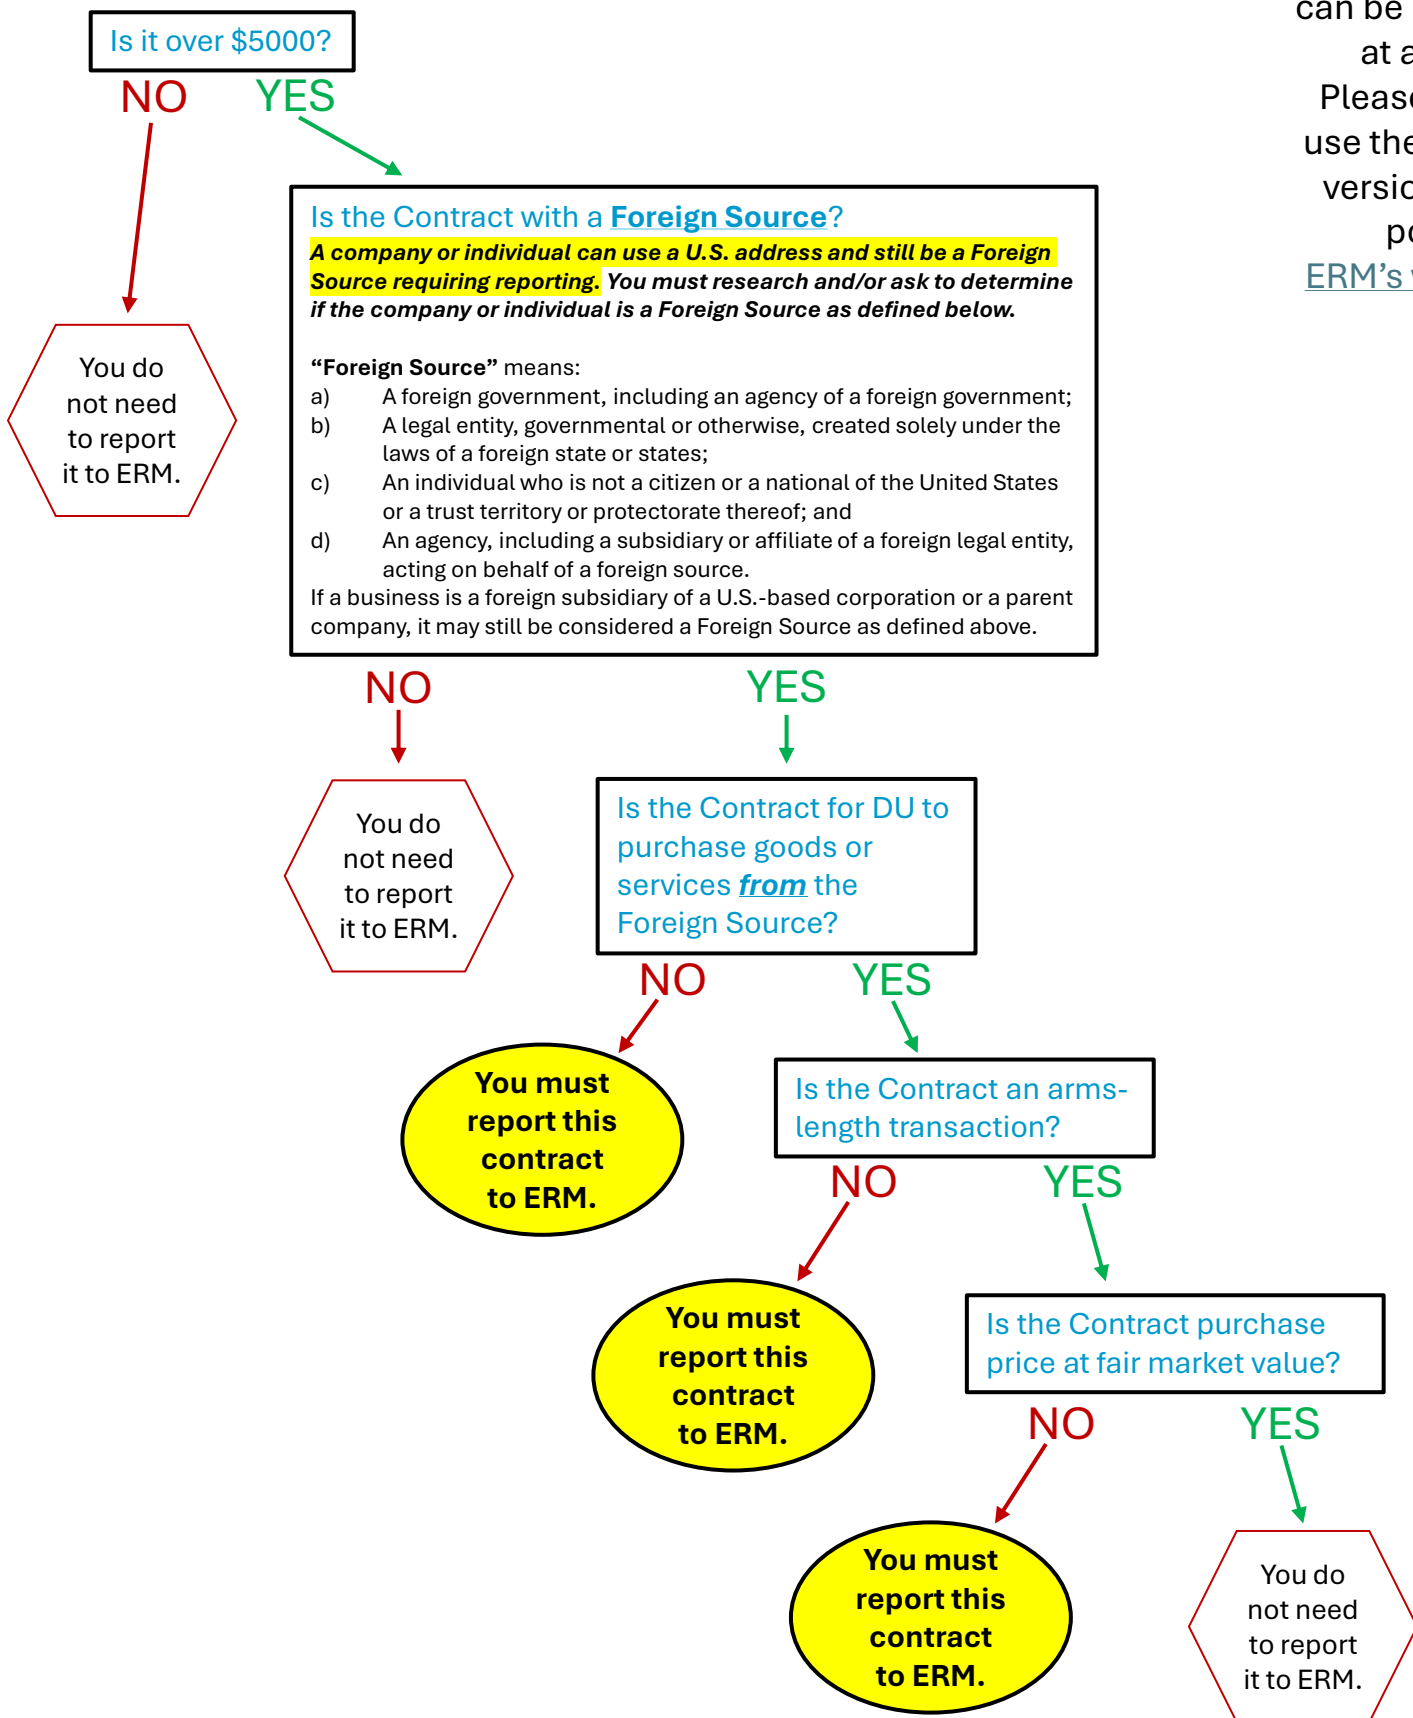 Is it over $5000?
NO
YES
can be
at a
Please
use the
versio
po
ERM's
Is the Contract with a Foreign Source?
A company or individual can use a U.S. address and still be a Foreign
Source requiring reporting. You must research and/or ask to determine
if the company or individual is a Foreign Source as defined below.
“Foreign Source” means:
a) A foreign government, including an agency of a foreign government;
b) A legal entity, governmental or otherwise, created solely under the
laws of a foreign state or states;
c) An individual who is not a citizen or a national of the United States
or a trust territory or protectorate thereof; and
d) An agency, including a subsidiary or affiliate of a foreign legal entity,
acting on behalf of a foreign source.
If a business is a foreign subsidiary of a U.S.-based corporation or a parent
company, it may still be considered a Foreign Source as defined above.
You do
not need
to report
it to ERM.
NO
YES
You do
not need
to report
it to ERM.
Is the Contract for DU to
purchase goods or
services from the
Foreign Source?
NO
YES
You must
report this
contract
to ERM.
Is the Contract an arms-
length transaction?
NO
YES
You must
report this
contract
to ERM.
Is the Contract purchase
price at fair market value?
NO
YES
You must
report this
contract
to ERM.
You do
not need
to report
it to ERM.